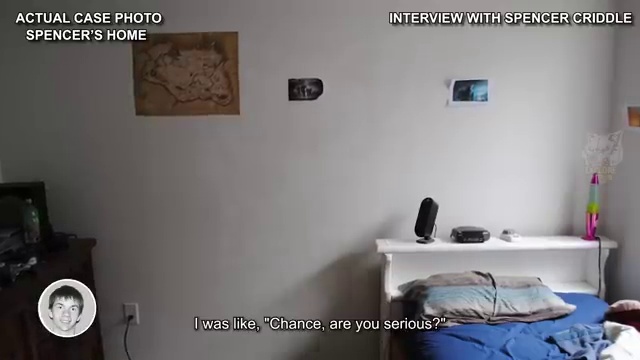 ACTUAL CASE PHOTO
SPENCER'S HOME
INTERVIEW WITH SPENCER CRIDDLE
I was like, "Chance, are you serious?"